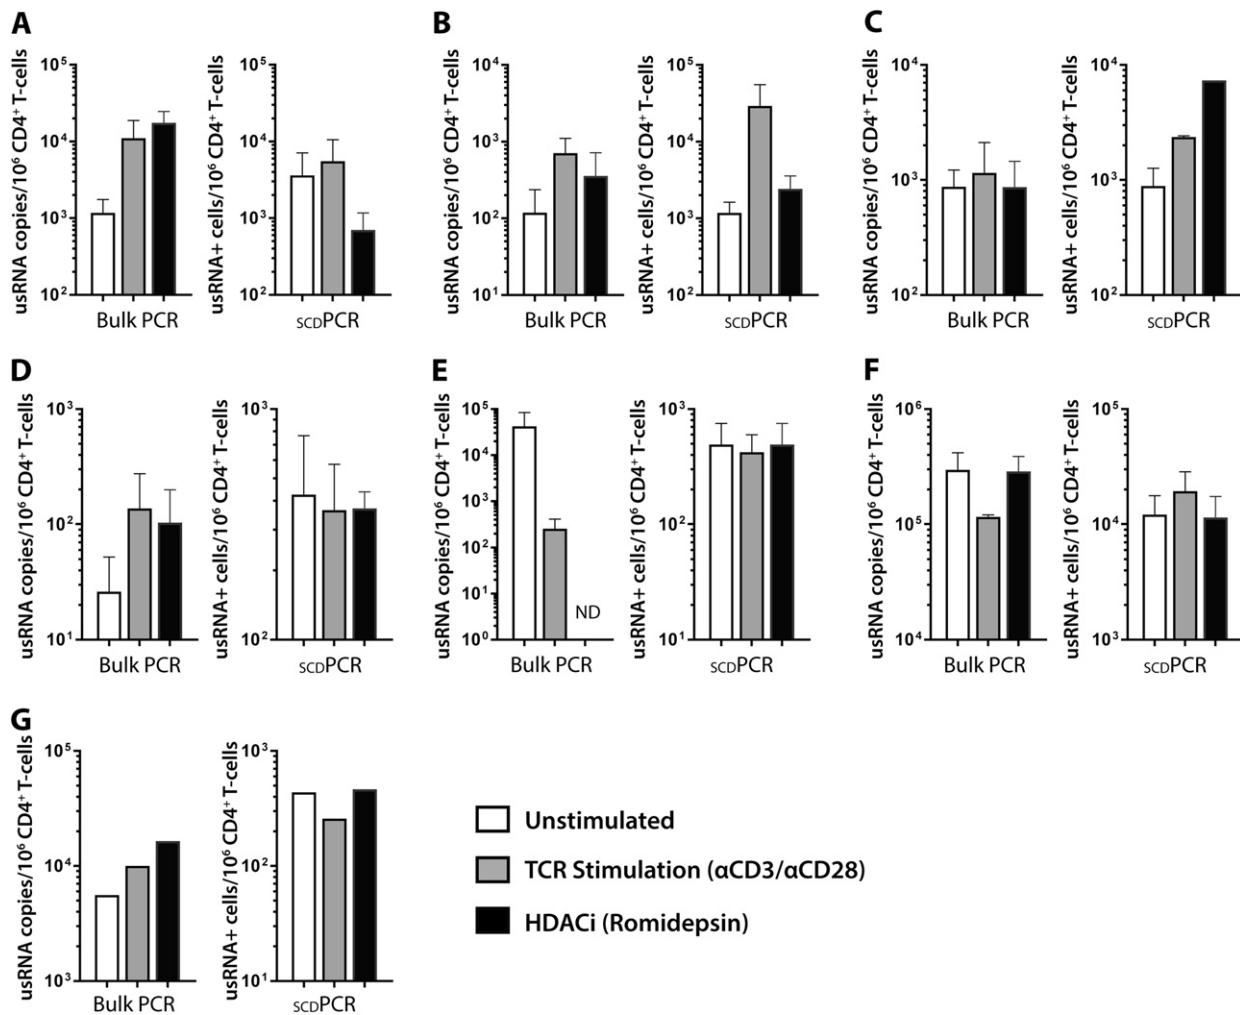 A
usRNA copies/10⁶ CD4⁺ T-cells
10⁵
10⁴
10³
10²
Bulk PCR
usRNA+ cells/10⁶ CD4⁺ T-cells
10⁵
10⁴
10³
10²
SCDPCR
B
usRNA copies/10⁶ CD4⁺ T-cells
10⁴
10³
10²
10¹
Bulk PCR
usRNA+ cells/10⁶ CD4⁺ T-cells
10⁵
10⁴
10³
10²
SCDPCR
C
usRNA copies/10⁶ CD4⁺ T-cells
10⁴
10³
10²
Bulk PCR
usRNA+ cells/10⁶ CD4⁺ T-cells
10⁴
10³
10²
SCDPCR
D
usRNA copies/10⁶ CD4⁺ T-cells
10³
10²
10¹
Bulk PCR
usRNA+ cells/10⁶ CD4⁺ T-cells
10³
10²
SCDPCR
E
usRNA copies/10⁶ CD4⁺ T-cells
10⁵
10⁴
10³
10²
10¹
10⁰
ND
Bulk PCR
usRNA+ cells/10⁶ CD4⁺ T-cells
10³
10²
10¹
SCDPCR
F
usRNA copies/10⁶ CD4⁺ T-cells
10⁶
10⁵
10⁴
Bulk PCR
usRNA+ cells/10⁶ CD4⁺ T-cells
10⁵
10⁴
10³
SCDPCR
G
usRNA copies/10⁶ CD4⁺ T-cells
10⁵
10⁴
10³
Bulk PCR
usRNA+ cells/10⁶ CD4⁺ T-cells
10³
10²
10¹
SCDPCR
Unstimulated
TCR Stimulation (αCD3/αCD28)
HDACi (Romidepsin)